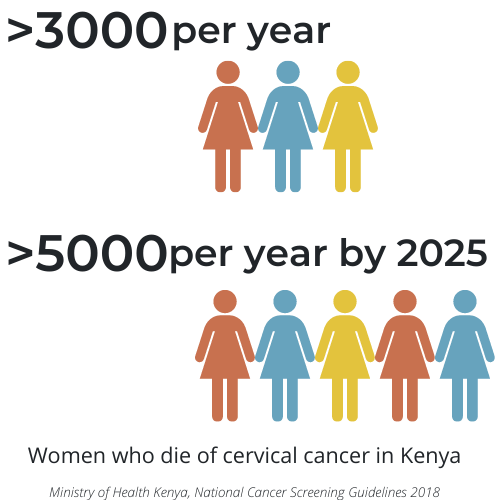 >3000 per year
>5000 per year by 2025
Women who die of cervical cancer in Kenya
Ministry of Health Kenya, National Cancer Screening Guidelines 2018